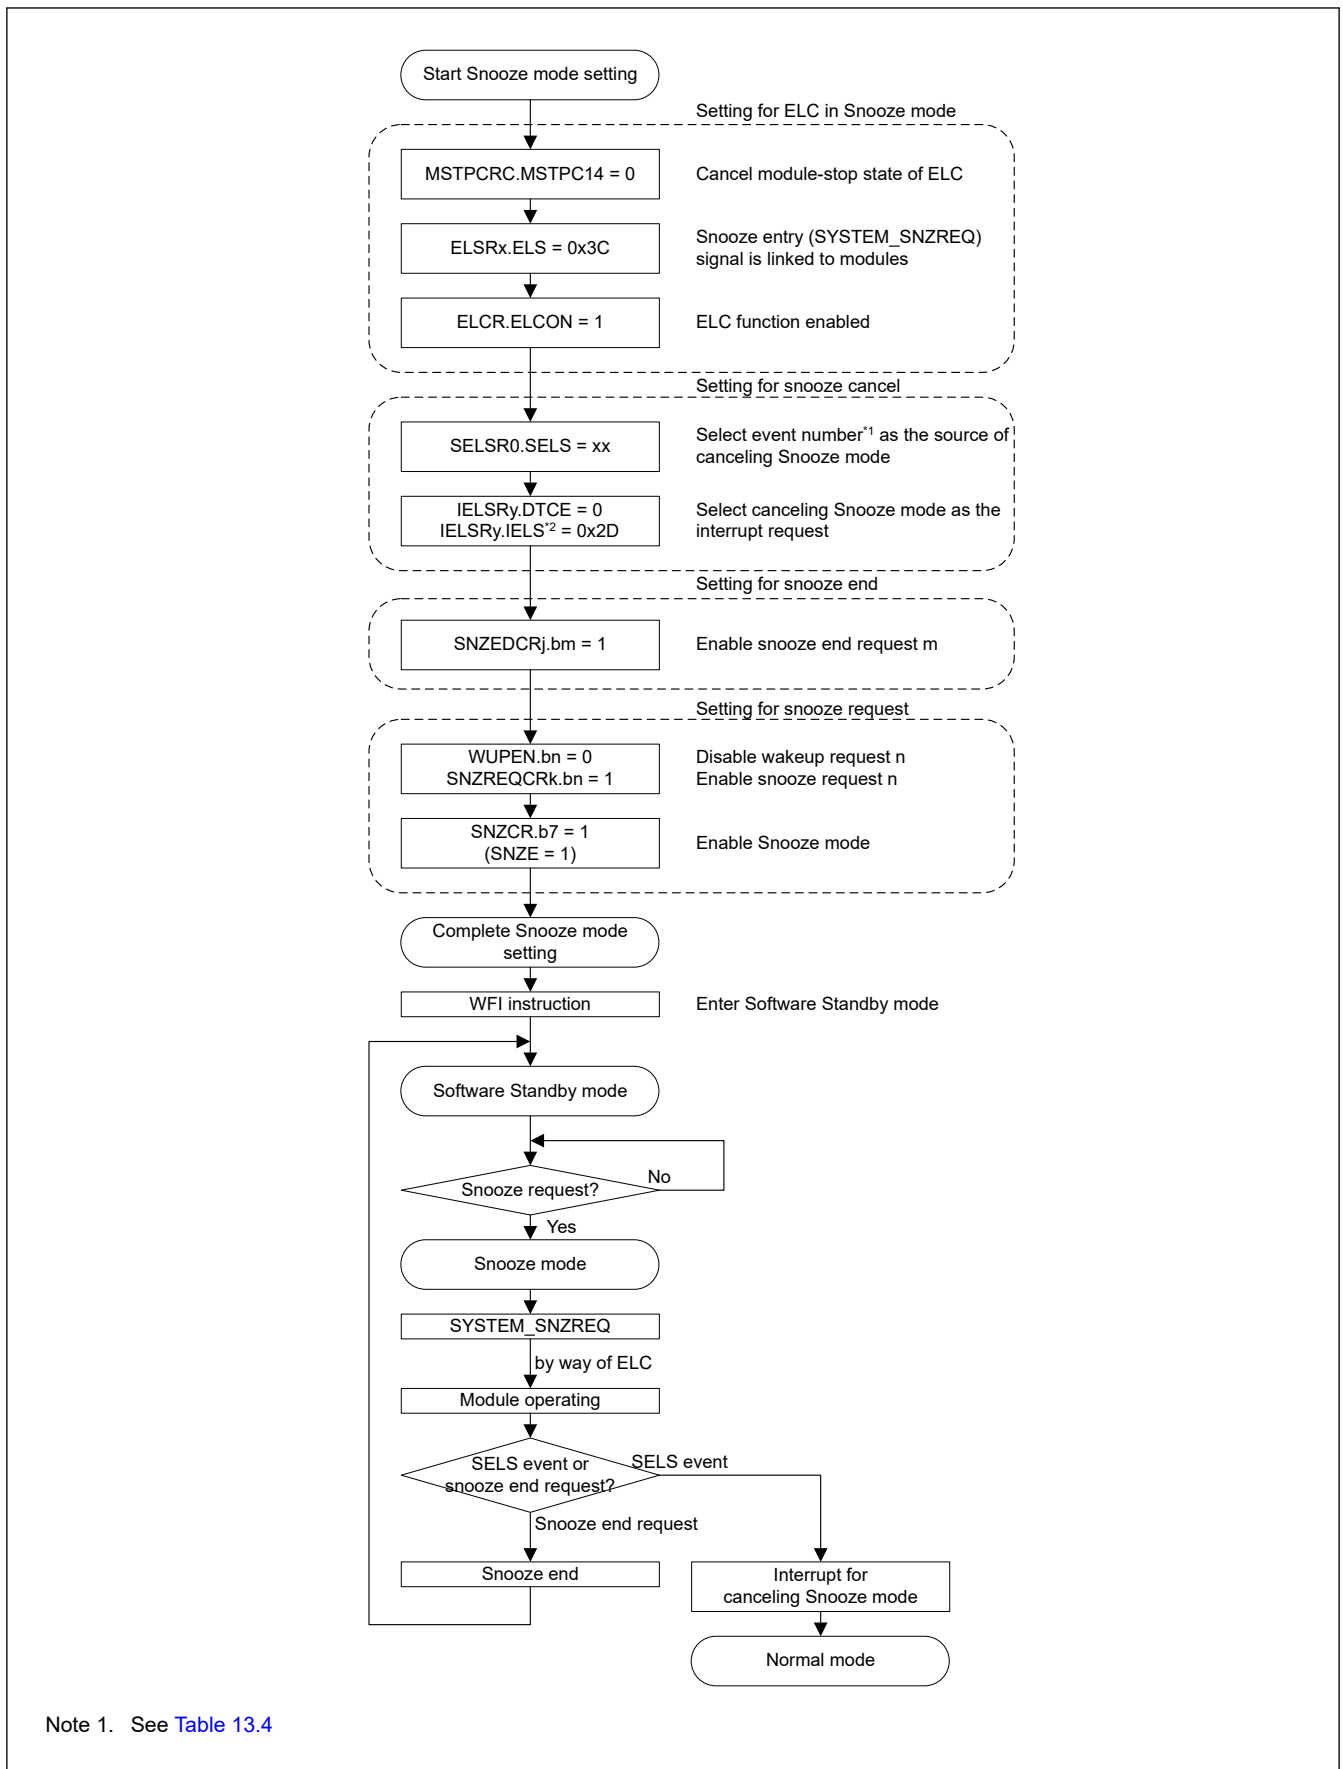 Start Snooze mode setting
Setting for ELC in Snooze mode
MSTPCRC.MSTPC14 = 0
Cancel module-stop state of ELC
ELSRx.ELS = 0x3C
Snooze entry (SYSTEM_SNZREQ)
signal is linked to modules
ELCR.ELCON = 1
ELC function enabled
Setting for snooze cancel
SELSR0.SELS = xx
Select event number*1 as the source of
canceling Snooze mode
IELSRy.DTCE = 0
IELSRy.IELS*2 = 0x2D
Select canceling Snooze mode as the
interrupt request
Setting for snooze end
SNZEDCRj.bm = 1
Enable snooze end request m
Setting for snooze request
WUPEN.bn = 0
SNZREQCRk.bn = 1
Disable wakeup request n
Enable snooze request n
SNZCR.b7 = 1
(SNZE = 1)
Enable Snooze mode
Complete Snooze mode
setting
WFI instruction
Enter Software Standby mode
Software Standby mode
Snooze request?
No
Yes
Snooze mode
SYSTEM_SNZREQ
by way of ELC
Module operating
SELS event or
snooze end request?
SELS event
Snooze end request
Snooze end
Interrupt for
canceling Snooze mode
Normal mode
Note 1. See Table 13.4